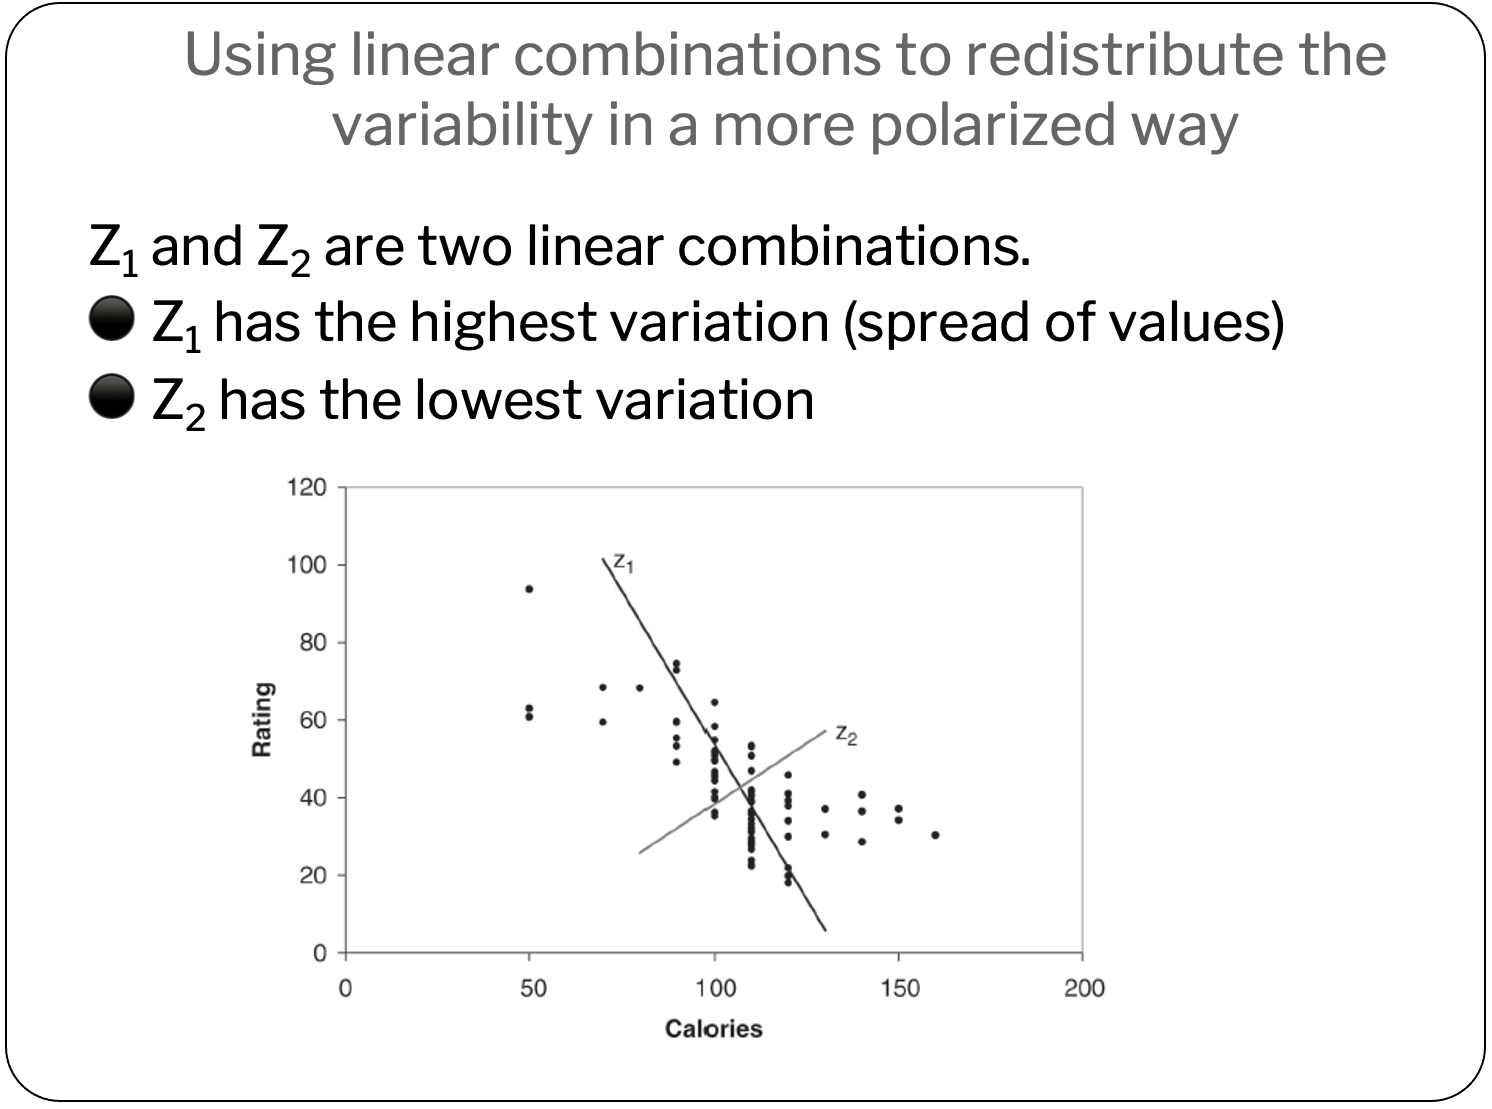 Using linear combinations to redistribute the
variability in a more polarized way
Z₁ and Z₂ are two linear combinations.
● Z₁ has the highest variation (spread of values)
● Z₂ has the lowest variation
120
100
80
60
40
20
0
Rating
z₁
z₂
0 50 100 150 200
Calories